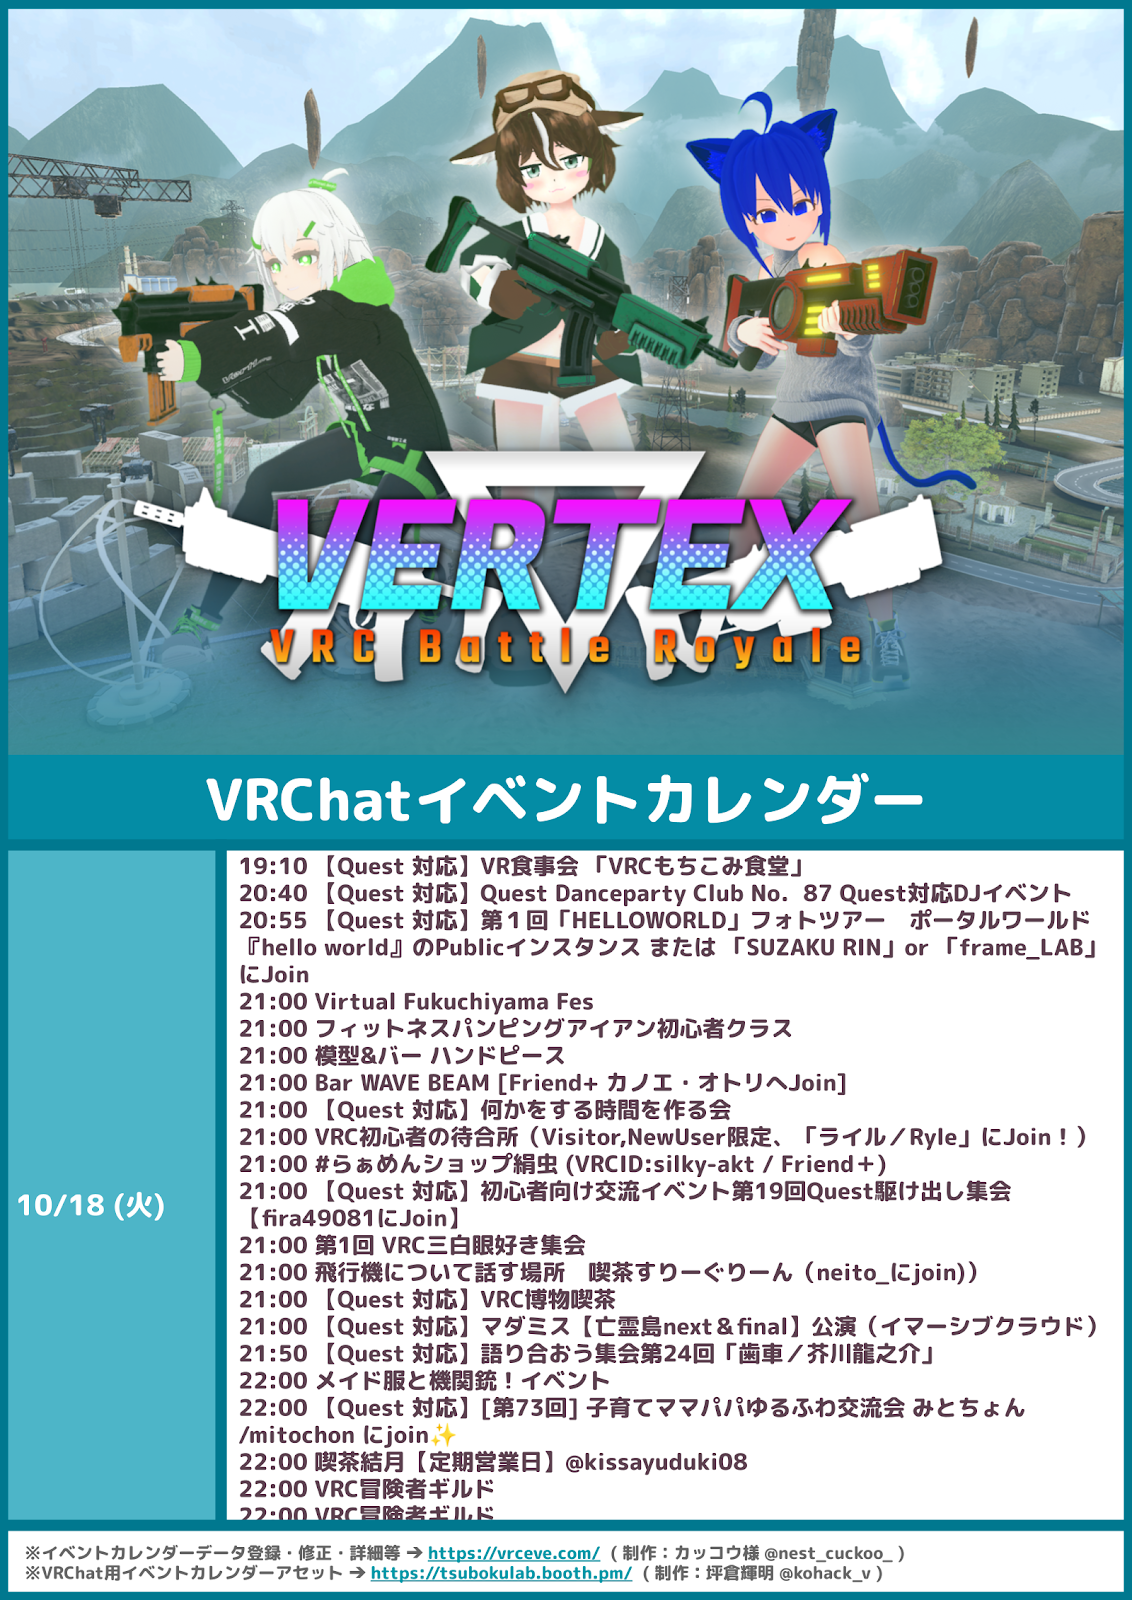 VERTEX
VRC Battle Royale
VRChatイベントカレンダー
10/18 (火)
19:10 【Quest 対応】VR食事会 「VRCもちこみ食堂」
20:40 【Quest 対応】Quest Danceparty Club No. 87 Quest対応DJイベント
20:55 【Quest 対応】第１回「HELLOWORLD」フォトツアー　ポータルワールド
『hello world』のPublicインスタンス または 「SUZAKU RIN」or 「frame_LAB」
にJoin
21:00 Virtual Fukuchiyama Fes
21:00 フィットネスパンピングアイアン初心者クラス
21:00 模型&バー ハンドピース
21:00 Bar WAVE BEAM [Friend+ カノエ・オトリへJoin]
21:00 【Quest 対応】何かをする時間を作る会
21:00 VRC初心者の待合所（Visitor,NewUser限定、「ライル／Ryle」にJoin！）
21:00 #らぁめんショップ絹虫 (VRCID:silky-akt / Friend＋)
21:00 【Quest 対応】初心者向け交流イベント第19回Quest駆け出し集会
【fira49081にJoin】
21:00 第1回 VRC三白眼好き集会
21:00 飛行機について話す場所　喫茶すりーぐりーん（neito_にjoin)）
21:00 【Quest 対応】VRC博物喫茶
21:00 【Quest 対応】マダミス【亡霊島next＆final】公演（イマーシブクラウド）
21:50 【Quest 対応】語り合おう集会第24回「歯車／芥川龍之介」
22:00 メイド服と機関銃！イベント
22:00 【Quest 対応】[第73回] 子育てママパパゆるふわ交流会 みとちょん
/mitochon にjoin✨
22:00 喫茶結月【定期営業日】@kissayuduki08
22:00 VRC冒険者ギルド
22:00 VRC冒険者ギルド
※イベントカレンダーデータ登録・修正・詳細等 ➔ https://vrceve.com/ ( 制作：カッコウ様 @nest_cuckoo_ )
※VRChat用イベントカレンダーアセット ➔ https://tsubokulab.booth.pm/ ( 制作：坪倉輝明 @kohack_v )